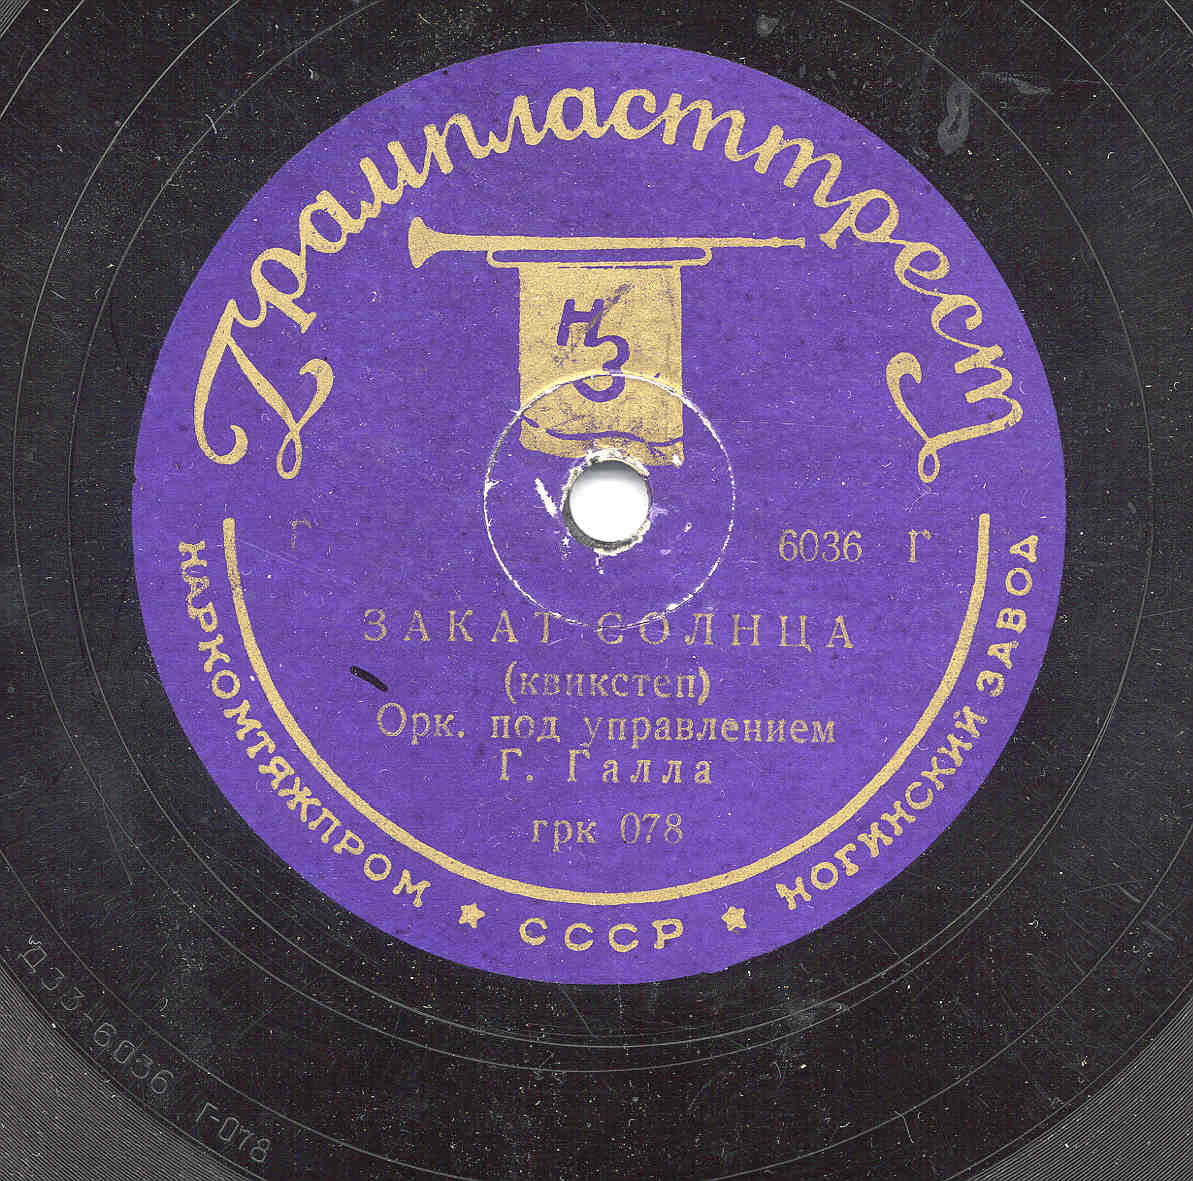 Грампласттрест
НЗ
Г
6036 Г
ЗАКАТ СОЛНЦА
(квикстеп)
Орк. под управлением
Г. Галла
грк 078
НАРКОМТЯЖПРОМ ★ СССР ★ НОГИНСКИЙ ЗАВОД
Д33-6036 Г-078